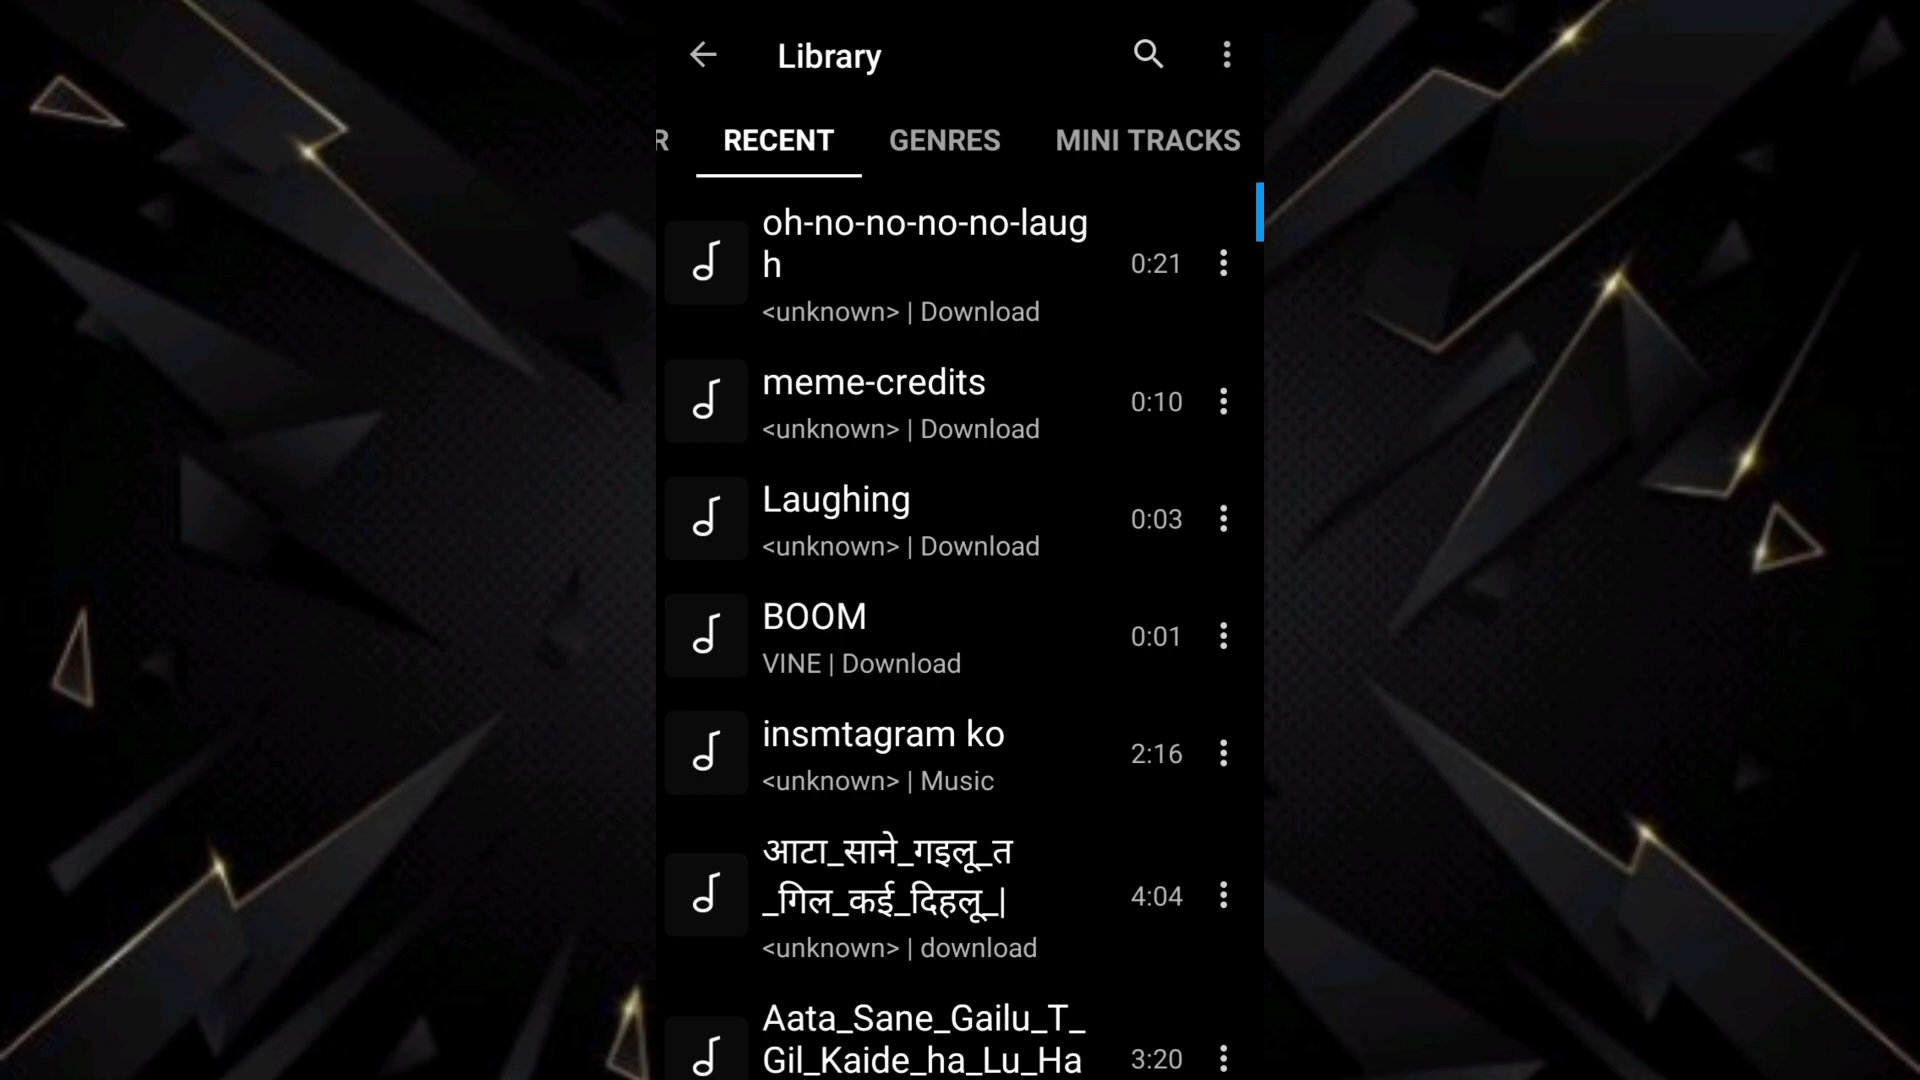 Library
R RECENT GENRES MINI TRACKS
oh-no-no-no-no-laug
h
0:21
<unknown> | Download
meme-credits
0:10
<unknown> | Download
Laughing
0:03
<unknown> | Download
BOOM
0:01
VINE | Download
insmtagram ko
2:16
<unknown> | Music
आटा_साने_गइलू_त
_गिल_कई_दिहलू_|
4:04
<unknown> | download
Aata_Sane_Gailu_T_
Gil_Kaide_ha_Lu_Ha
3:20